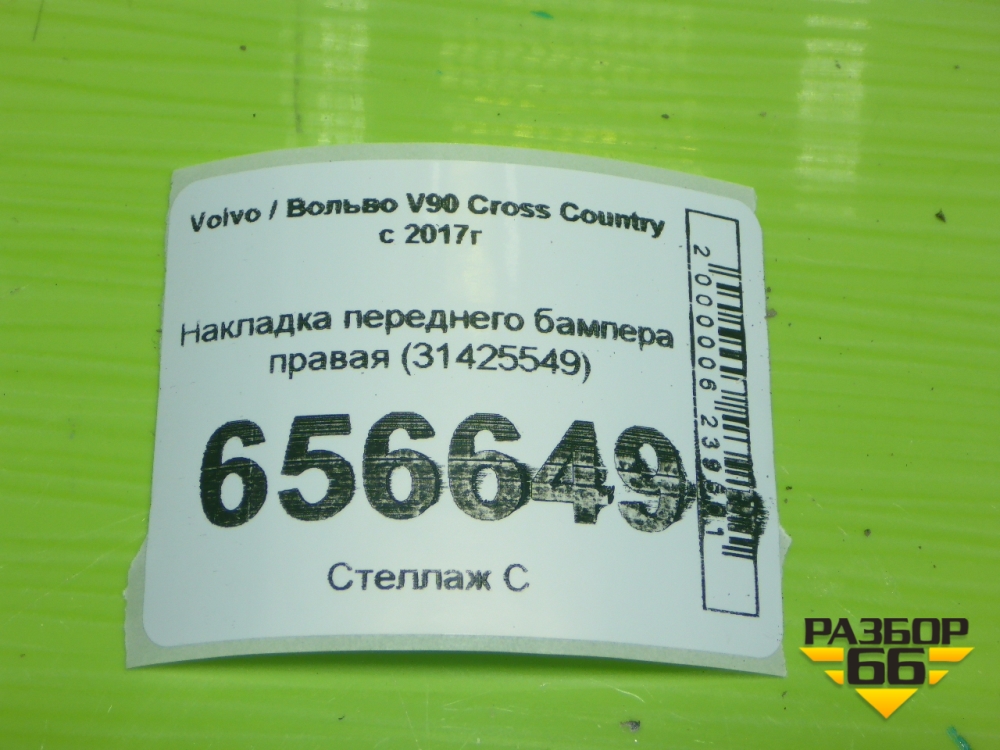 Volvo / Вольво V90 Cross Country
с 2017г
Накладка переднего бампера
правая (31425549)
656649
Стеллаж С
РАЗБОР
66